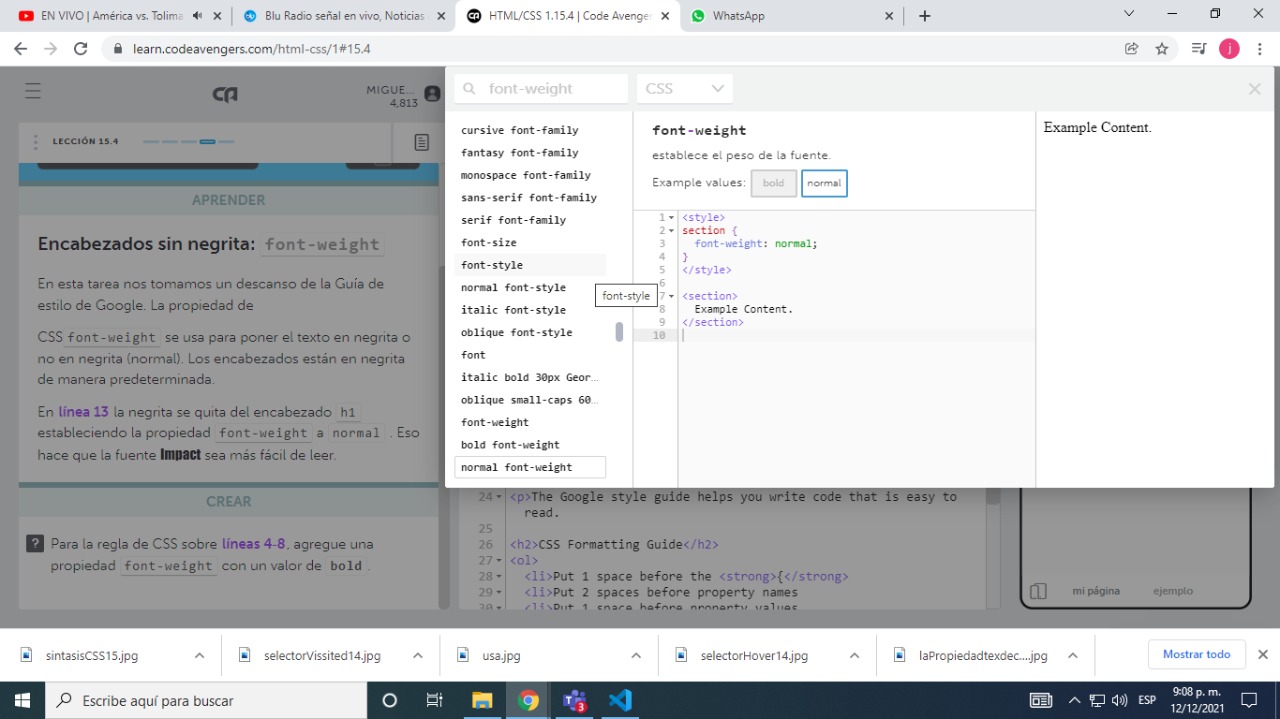 EN VIVO | América vs. Tolima
Blu Radio señal en vivo, Noticias
HTML/CSS 1.15.4 | Code Avenge
WhatsApp
learn.codeavengers.com/html-css/1#15.4
j
MIGUE...
4,813
LECCIÓN 15.4
APRENDER
Encabezados sin negrita: font-weight
En esta tarea nos tomamos un descanso de la Guía de
estilo de Google. La propiedad de
CSS font-weight se usa para poner el texto en negrita o
no en negrita (normal). Los encabezados están en negrita
de manera predeterminada.
En línea 13 la negrita se quita del encabezado h1
estableciendo la propiedad font-weight a normal . Eso
hace que la fuente Impact sea más fácil de leer.
CREAR
? Para la regla de CSS sobre líneas 4-8, agregue una
propiedad font-weight con un valor de bold .
font-weight
CSS
cursive font-family
fantasy font-family
monospace font-family
sans-serif font-family
serif font-family
font-size
font-style
normal font-style
italic font-style
oblique font-style
font
italic bold 30px Geor...
oblique small-caps 60...
font-weight
bold font-weight
normal font-weight
font-style
font-weight
establece el peso de la fuente.
Example values: bold normal
1 <style>
2 section {
3 font-weight: normal;
4 }
5 </style>
6
7 <section>
8 Example Content.
9 </section>
10
Example Content.
24 <p>The Google style guide helps you write code that is easy to
read.
25
26 <h2>CSS Formatting Guide</h2>
27 <ol>
28 <li>Put 1 space before the <strong>{</strong>
29 <li>Put 2 spaces before property names
30 <li>Put 1 space before property values
mi página
ejemplo
sintasisCSS15.jpg
selectorVissited14.jpg
usa.jpg
selectorHover14.jpg
laPropiedadtexdec....jpg
Mostrar todo
Escribe aquí para buscar
3
ESP
9:08 p. m.
12/12/2021